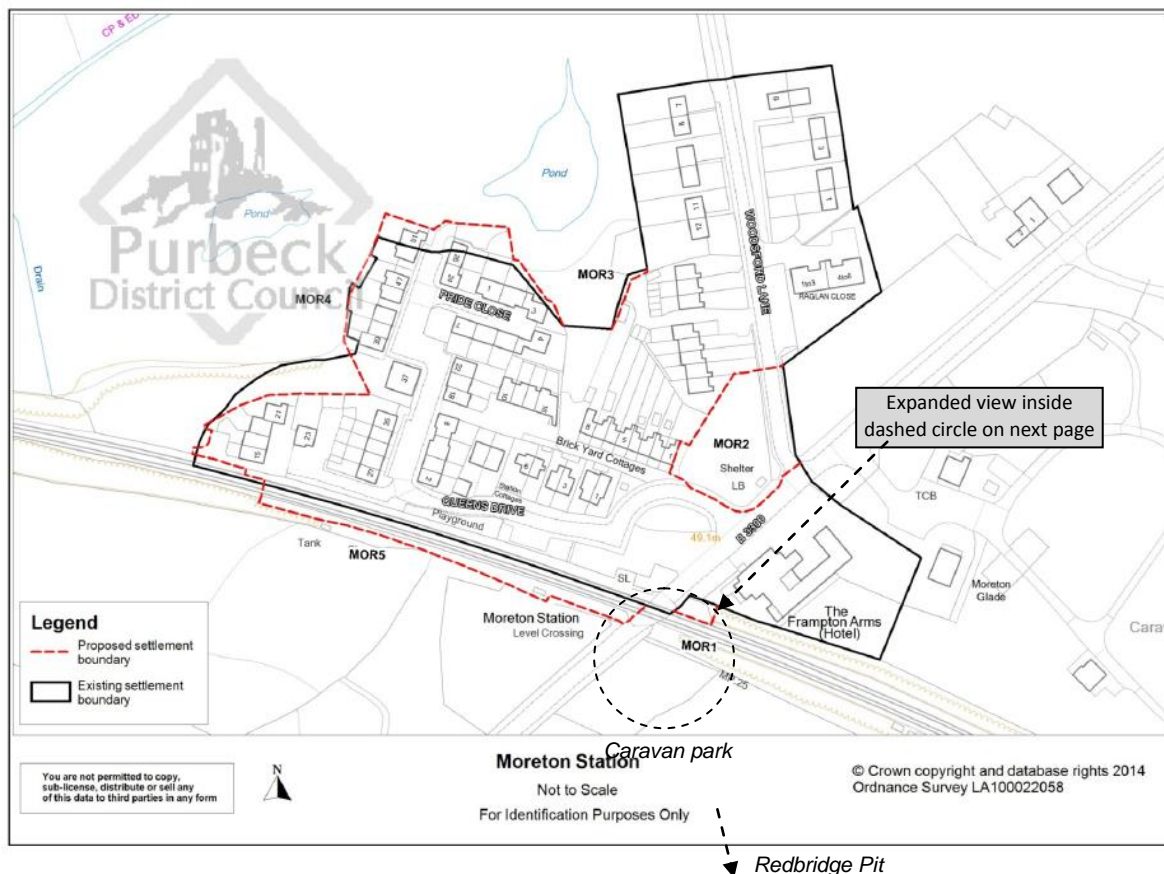 CP & ED
Pond
Pond
Purbeck
District Council
Drain
MOR4
MOR3
PRIDE CLOSE
WOODSFORD LANE
RAGLAN CLOSE
Expanded view inside
dashed circle on next page
MOR2
Shelter
LB
Brick Yard Cottages
Station
Cottages
QUEENS DRIVE
Playground
TCB
49.1m
B 3390
SL
Tank
MOR5
Moreton Station
Level Crossing
MOR1
MP 25
The
Frampton Arms
(Hotel)
Moreton
Glade
Carav
Legend
Proposed settlement
boundary
Existing settlement
boundary
You are not permitted to copy,
sub-license, distribute or sell any
of this data to third parties in any form
N
Caravan park
Moreton Station
Not to Scale
For Identification Purposes Only
© Crown copyright and database rights 2014
Ordnance Survey LA100022058
Redbridge Pit